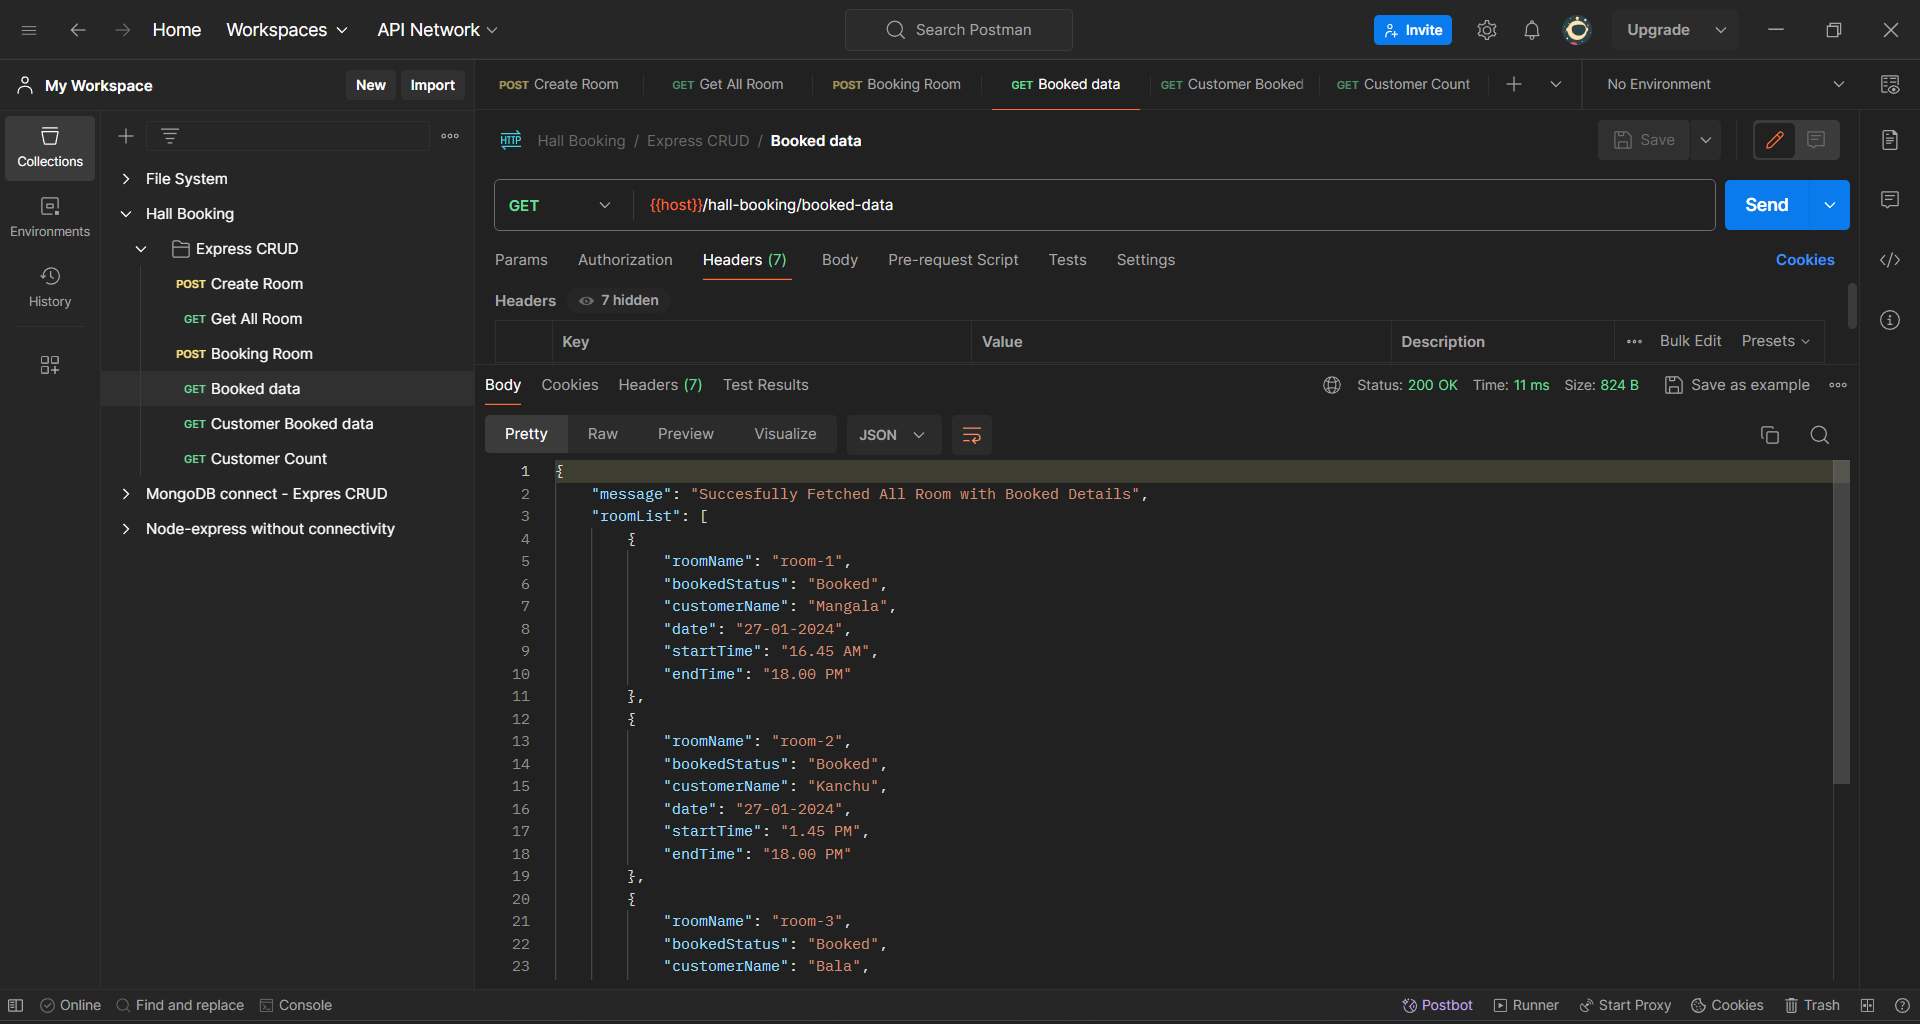 Home Workspaces API Network Search Postman Invite Upgrade
My Workspace New Import
POST Create Room GET Get All Room POST Booking Room GET Booked data GET Customer Booked GET Customer Count No Environment
Collections
Environments
History
File System
Hall Booking
Express CRUD
POST Create Room
GET Get All Room
POST Booking Room
GET Booked data
GET Customer Booked data
GET Customer Count
MongoDB connect - Expres CRUD
Node-express without connectivity
HTTP Hall Booking / Express CRUD / Booked data Save
GET {{host}}/hall-booking/booked-data Send
Params Authorization Headers (7) Body Pre-request Script Tests Settings Cookies
Headers 7 hidden
Key Value Description Bulk Edit Presets
Body Cookies Headers (7) Test Results Status: 200 OK Time: 11 ms Size: 824 B Save as example
Pretty Raw Preview Visualize JSON
1 {
2 "message": "Succesfully Fetched All Room with Booked Details",
3 "roomList": [
4 {
5 "roomName": "room-1",
6 "bookedStatus": "Booked",
7 "customerName": "Mangala",
8 "date": "27-01-2024",
9 "startTime": "16.45 AM",
10 "endTime": "18.00 PM"
11 },
12 {
13 "roomName": "room-2",
14 "bookedStatus": "Booked",
15 "customerName": "Kanchu",
16 "date": "27-01-2024",
17 "startTime": "1.45 PM",
18 "endTime": "18.00 PM"
19 },
20 {
21 "roomName": "room-3",
22 "bookedStatus": "Booked",
23 "customerName": "Bala",
Online Find and replace Console Postbot Runner Start Proxy Cookies Trash